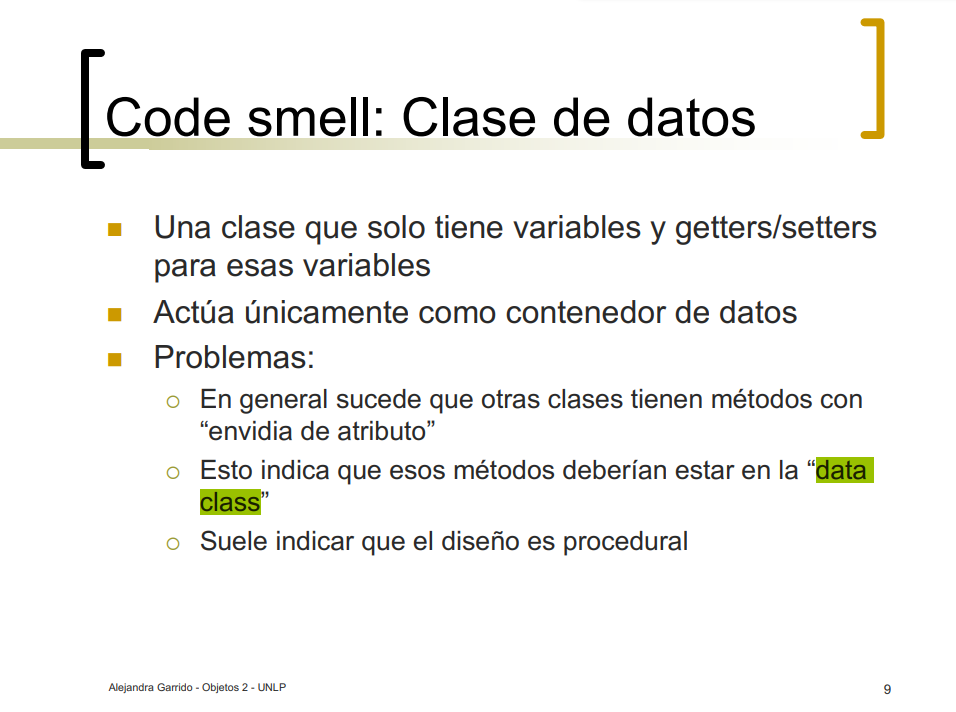 Code smell: Clase de datos
Una clase que solo tiene variables y getters/setters
para esas variables
Actúa únicamente como contenedor de datos
Problemas:
En general sucede que otras clases tienen métodos con
“envidia de atributo”
Esto indica que esos métodos deberían estar en la “data
class”
Suele indicar que el diseño es procedural
Alejandra Garrido - Objetos 2 - UNLP
9